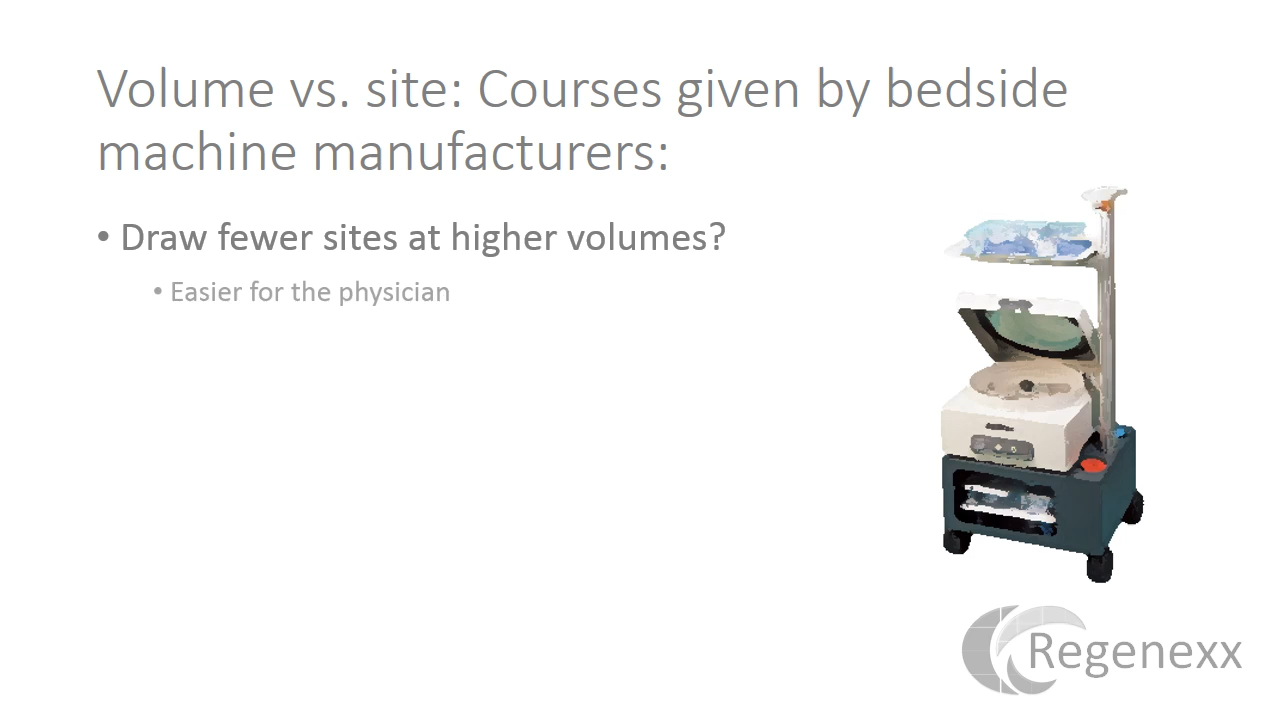 Volume vs. site: Courses given by bedside
machine manufacturers:
• Draw fewer sites at higher volumes?
• Easier for the physician
Regenexx